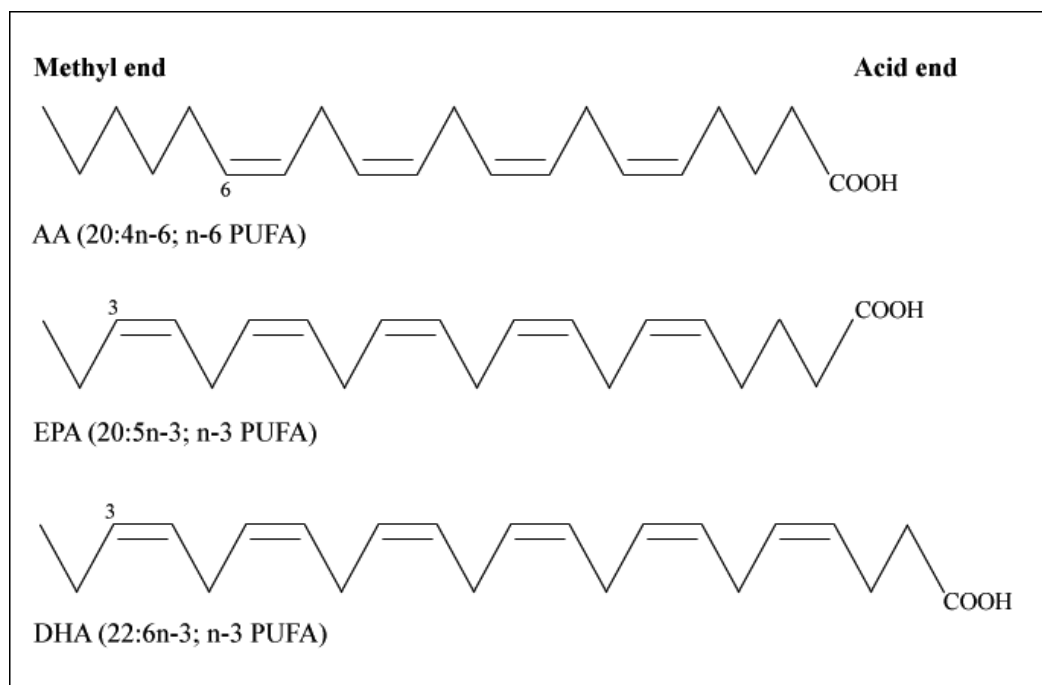 Methyl end Acid end
6
COOH
AA (20:4n-6; n-6 PUFA)
3
COOH
EPA (20:5n-3; n-3 PUFA)
3
COOH
DHA (22:6n-3; n-3 PUFA)